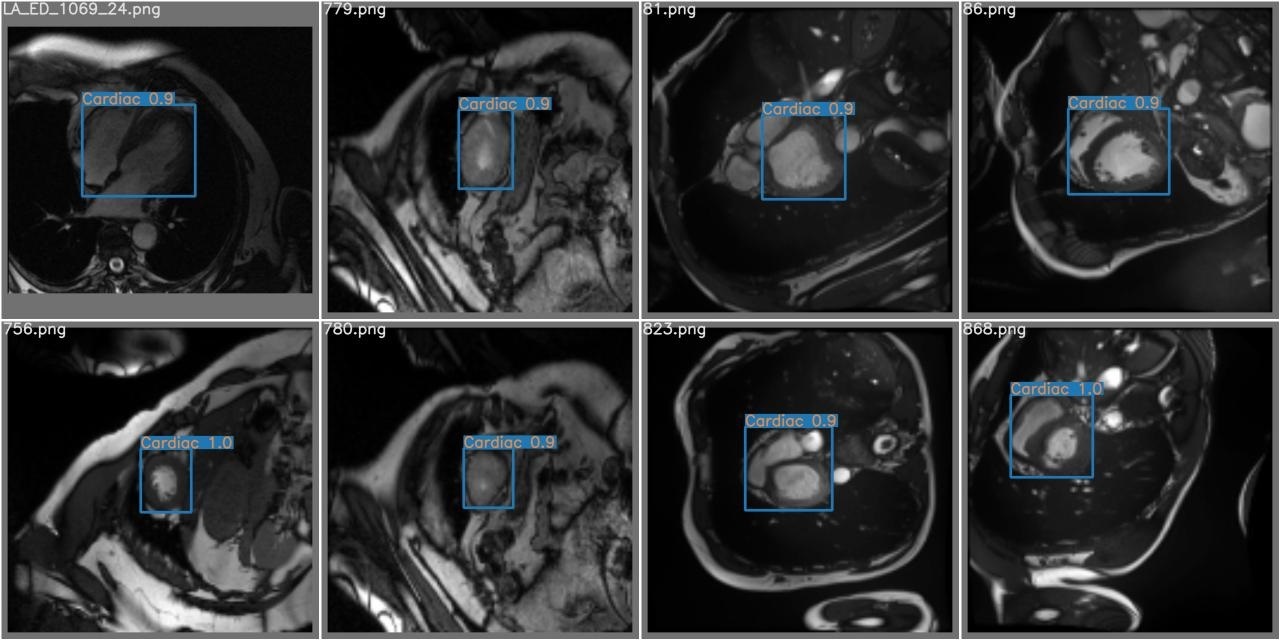 LA_ED_1069_24.png
779.png
81.png
86.png
Cardiac 0.9
Cardiac 0.9
Cardiac 0.9
Cardiac 0.9
756.png
780.png
823.png
868.png
Cardiac 1.0
Cardiac 0.9
Cardiac 0.9
Cardiac 1.0